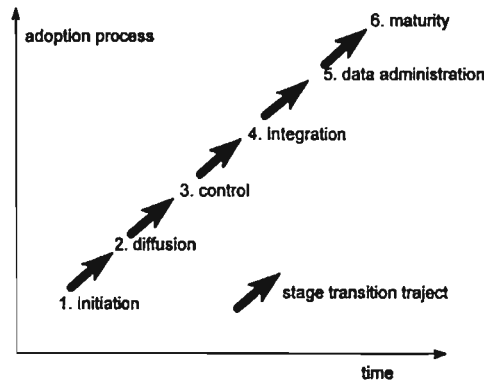 adoption process
6. maturity
5. data administration
4. Integration
3. control
2. diffusion
1. initiation
stage transition traject
time